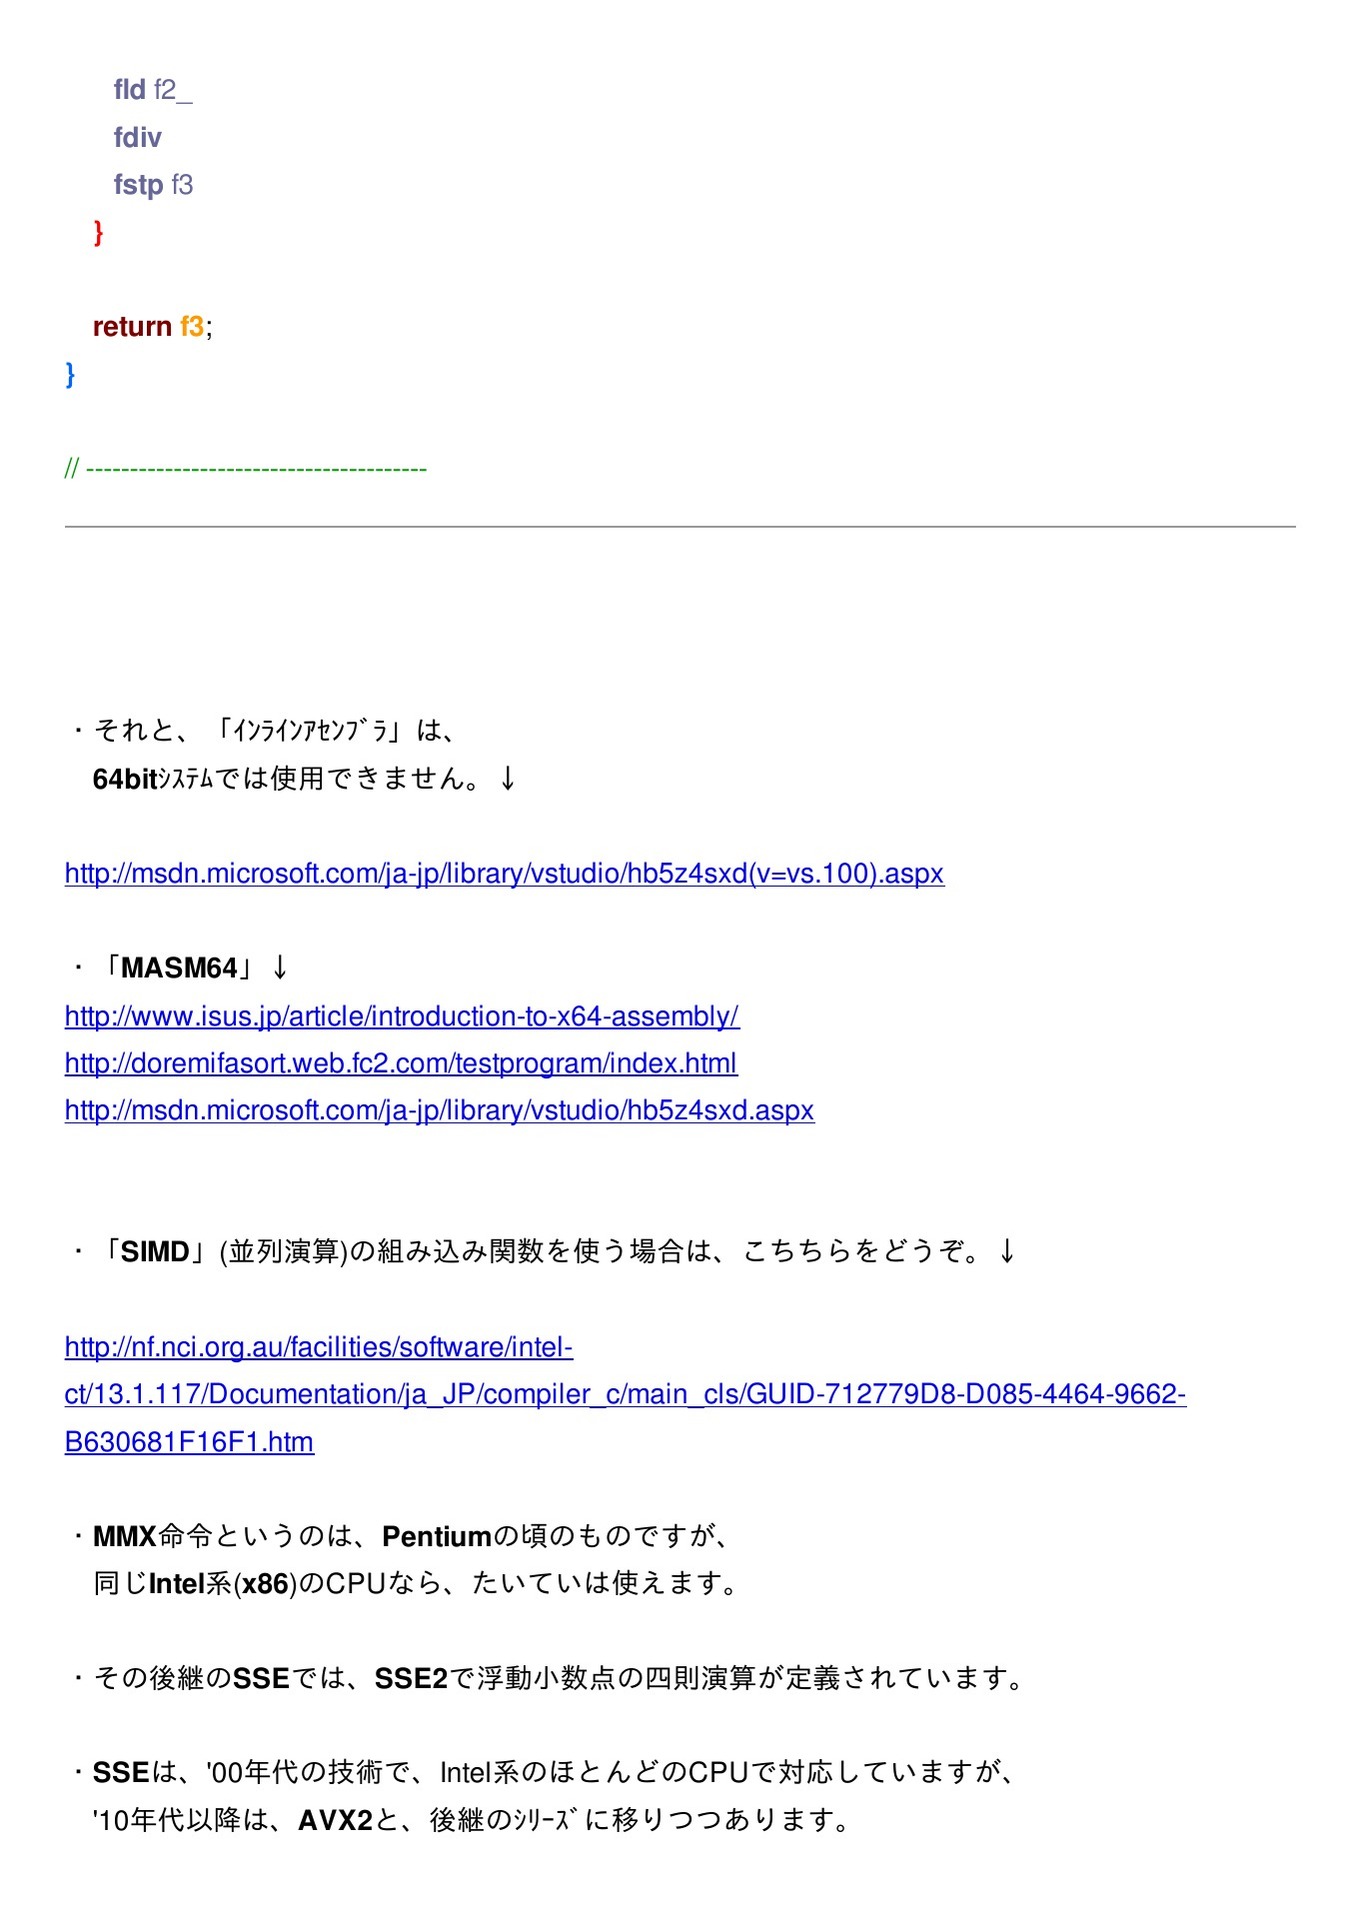 fld f2_
fdiv
fstp f3
}
return f3;
}
// ---------------------------------------
・それと、「ｲﾝﾗｲﾝｱｾﾝﾌﾞﾗ」は、
64bitｼｽﾃﾑでは使用できません。↓
http://msdn.microsoft.com/ja-jp/library/vstudio/hb5z4sxd(v=vs.100).aspx
・「MASM64」↓
http://www.isus.jp/article/introduction-to-x64-assembly/
http://doremifasort.web.fc2.com/testprogram/index.html
http://msdn.microsoft.com/ja-jp/library/vstudio/hb5z4sxd.aspx
・「SIMD」(並列演算)の組み込み関数を使う場合は、こちちらをどうぞ。↓
http://nf.nci.org.au/facilities/software/intel-
ct/13.1.117/Documentation/ja_JP/compiler_c/main_cls/GUID-712779D8-D085-4464-9662-
B630681F16F1.htm
・MMX命令というのは、Pentiumの頃のものですが、
同じIntel系(x86)のCPUなら、たいていは使えます。
・その後継のSSEでは、SSE2で浮動小数点の四則演算が定義されています。
・SSEは、'00年代の技術で、Intel系のほとんどのCPUで対応していますが、
'10年代以降は、AVX2と、後継のｼﾘｰｽﾞに移りつつあります。